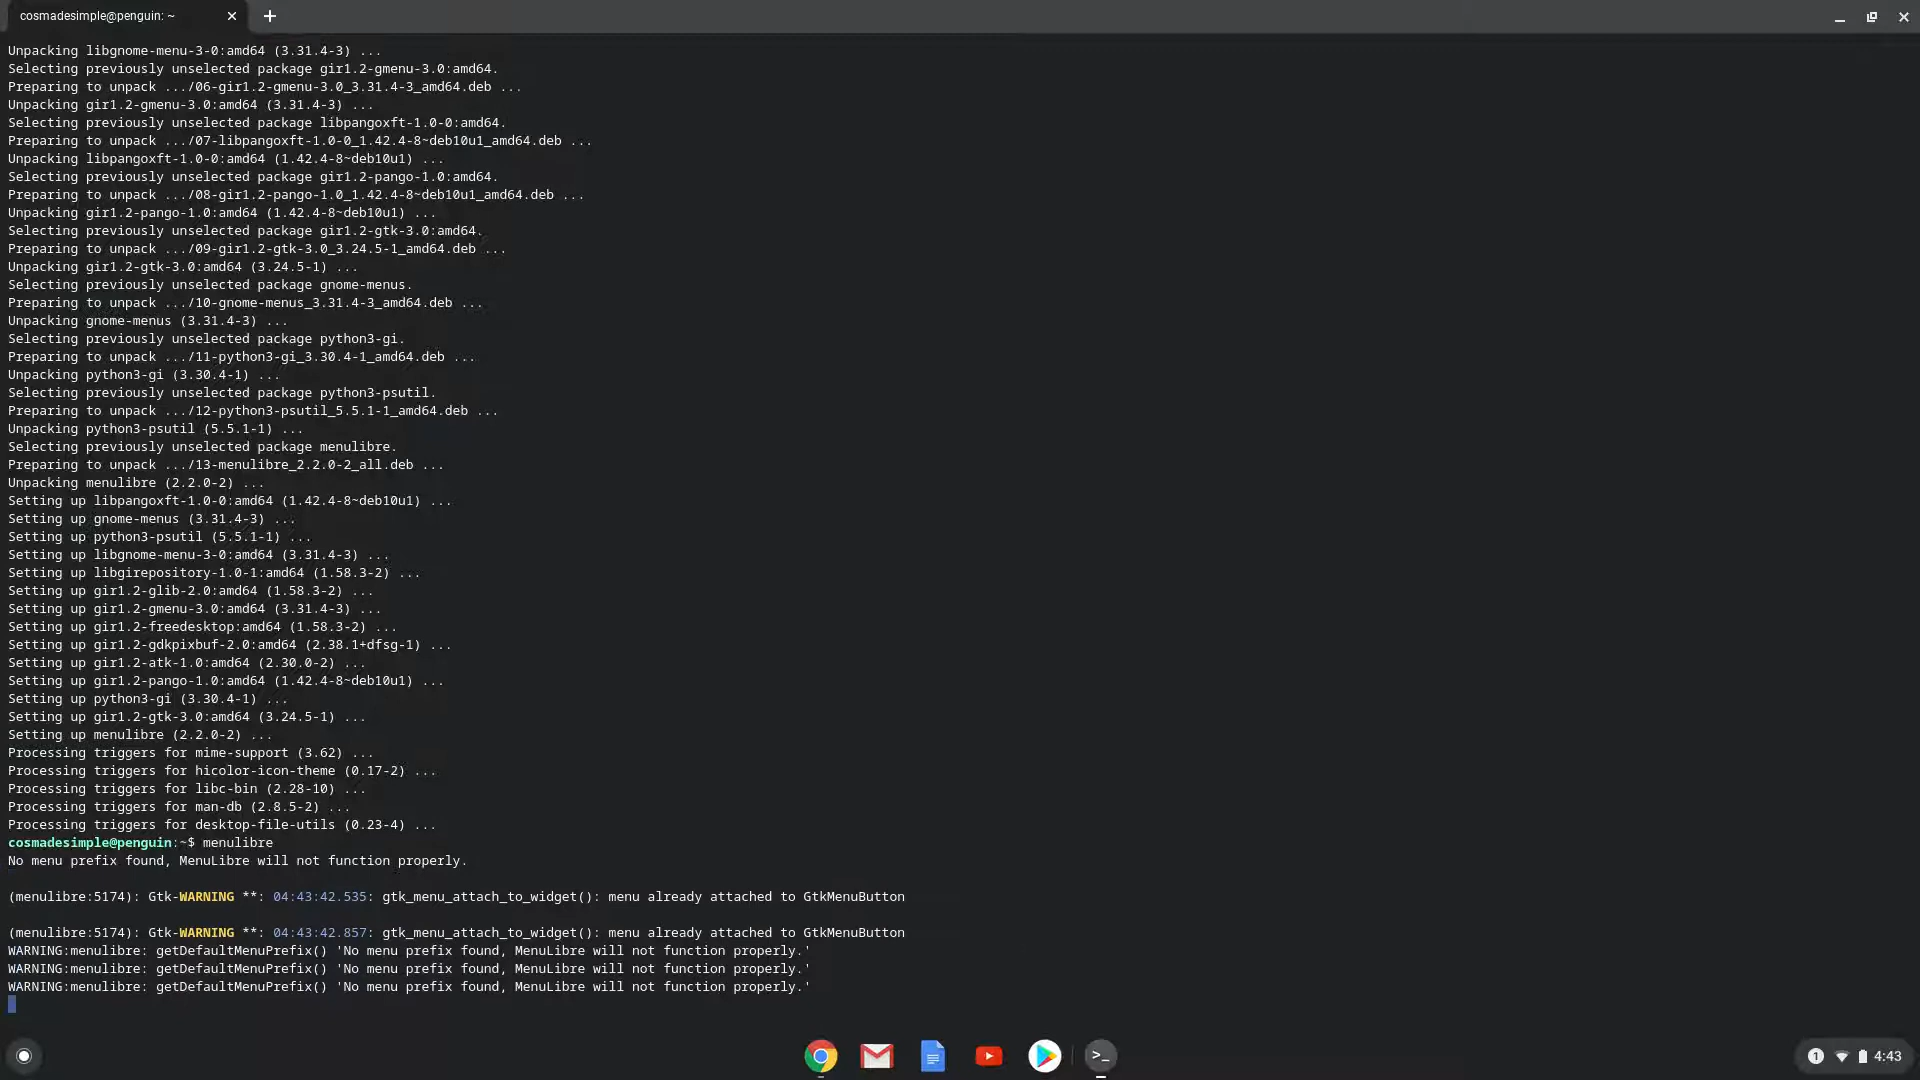 cosmadesimple@penguin: ~
Unpacking libgnome-menu-3-0:amd64 (3.31.4-3) ...
Selecting previously unselected package gir1.2-gmenu-3.0:amd64.
Preparing to unpack .../06-gir1.2-gmenu-3.0_3.31.4-3_amd64.deb ...
Unpacking gir1.2-gmenu-3.0:amd64 (3.31.4-3) ...
Selecting previously unselected package libpangoxft-1.0-0:amd64.
Preparing to unpack .../07-libpangoxft-1.0-0_1.42.4-8~deb10u1_amd64.deb ...
Unpacking libpangoxft-1.0-0:amd64 (1.42.4-8~deb10u1) ...
Selecting previously unselected package gir1.2-pango-1.0:amd64.
Preparing to unpack .../08-gir1.2-pango-1.0_1.42.4-8~deb10u1_amd64.deb ...
Unpacking gir1.2-pango-1.0:amd64 (1.42.4-8~deb10u1) ...
Selecting previously unselected package gir1.2-gtk-3.0:amd64.
Preparing to unpack .../09-gir1.2-gtk-3.0_3.24.5-1_amd64.deb ...
Unpacking gir1.2-gtk-3.0:amd64 (3.24.5-1) ...
Selecting previously unselected package gnome-menus.
Preparing to unpack .../10-gnome-menus_3.31.4-3_amd64.deb ...
Unpacking gnome-menus (3.31.4-3) ...
Selecting previously unselected package python3-gi.
Preparing to unpack .../11-python3-gi_3.30.4-1_amd64.deb ...
Unpacking python3-gi (3.30.4-1) ...
Selecting previously unselected package python3-psutil.
Preparing to unpack .../12-python3-psutil_5.5.1-1_amd64.deb ...
Unpacking python3-psutil (5.5.1-1) ...
Selecting previously unselected package menulibre.
Preparing to unpack .../13-menulibre_2.2.0-2_all.deb ...
Unpacking menulibre (2.2.0-2) ...
Setting up libpangoxft-1.0-0:amd64 (1.42.4-8~deb10u1) ...
Setting up gnome-menus (3.31.4-3) ...
Setting up python3-psutil (5.5.1-1) ...
Setting up libgnome-menu-3-0:amd64 (3.31.4-3) ...
Setting up libgirepository-1.0-1:amd64 (1.58.3-2) ...
Setting up gir1.2-glib-2.0:amd64 (1.58.3-2) ...
Setting up gir1.2-gmenu-3.0:amd64 (3.31.4-3) ...
Setting up gir1.2-freedesktop:amd64 (1.58.3-2) ...
Setting up gir1.2-gdkpixbuf-2.0:amd64 (2.38.1+dfsg-1) ...
Setting up gir1.2-atk-1.0:amd64 (2.30.0-2) ...
Setting up gir1.2-pango-1.0:amd64 (1.42.4-8~deb10u1) ...
Setting up python3-gi (3.30.4-1) ...
Setting up gir1.2-gtk-3.0:amd64 (3.24.5-1) ...
Setting up menulibre (2.2.0-2) ...
Processing triggers for mime-support (3.62) ...
Processing triggers for hicolor-icon-theme (0.17-2) ...
Processing triggers for libc-bin (2.28-10) ...
Processing triggers for man-db (2.8.5-2) ...
Processing triggers for desktop-file-utils (0.23-4) ...
cosmadesimple@penguin:~$ menulibre
No menu prefix found, MenuLibre will not function properly.
(menulibre:5174): Gtk-WARNING **: 04:43:42.535: gtk_menu_attach_to_widget(): menu already attached to GtkMenuButton
(menulibre:5174): Gtk-WARNING **: 04:43:42.857: gtk_menu_attach_to_widget(): menu already attached to GtkMenuButton
WARNING:menulibre: getDefaultMenuPrefix() 'No menu prefix found, MenuLibre will not function properly.'
WARNING:menulibre: getDefaultMenuPrefix() 'No menu prefix found, MenuLibre will not function properly.'
WARNING:menulibre: getDefaultMenuPrefix() 'No menu prefix found, MenuLibre will not function properly.'
1 4:43